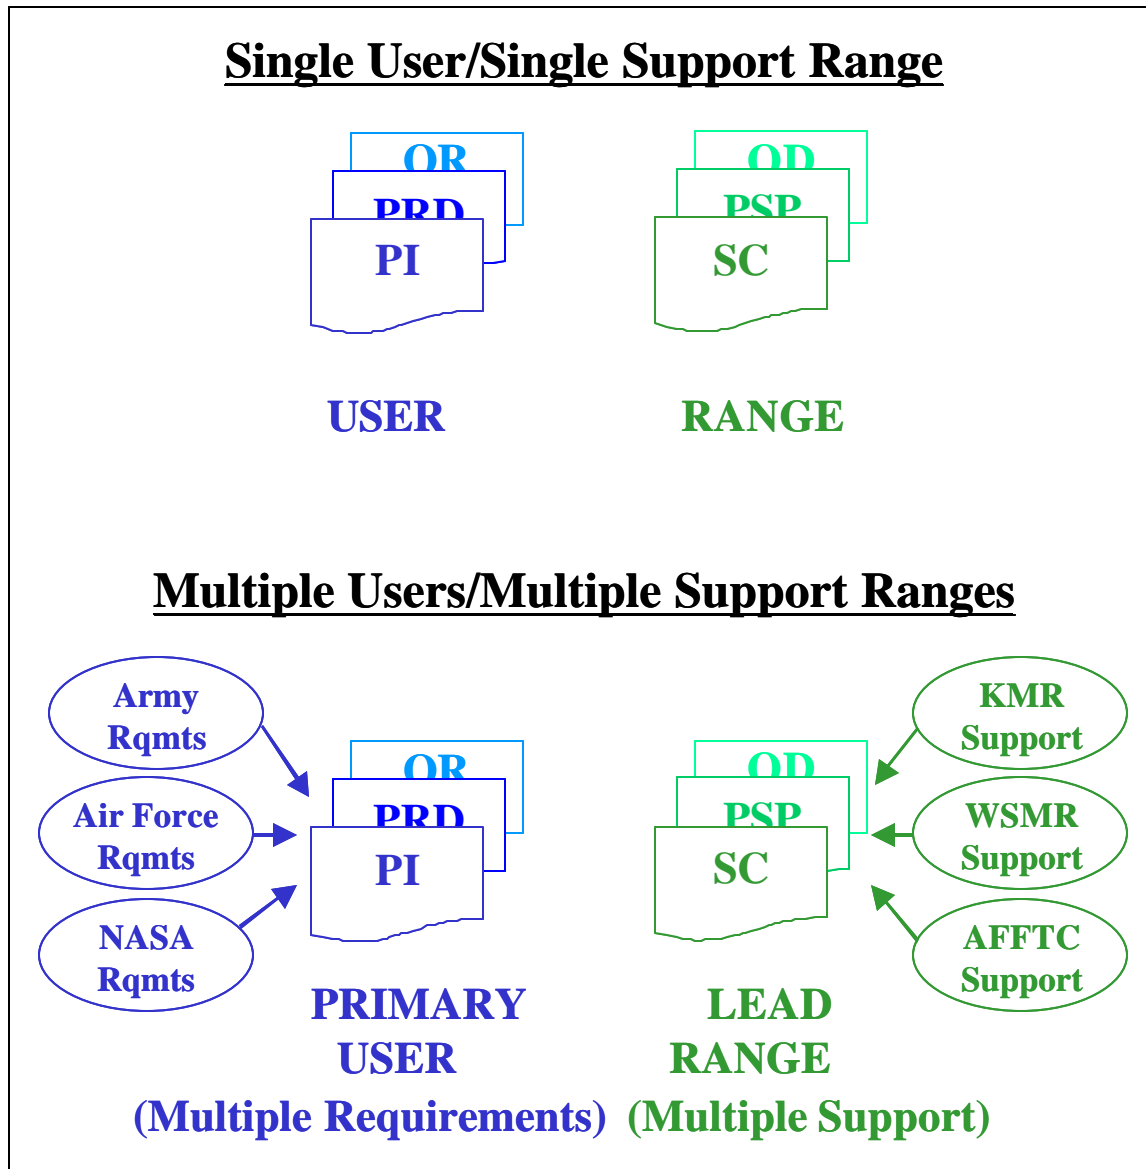 Single User/Single Support Range
OR
PRD
PI
OD
PSP
SC
USER
RANGE
Multiple Users/Multiple Support Ranges
Army
Rqmts
Air Force
Rqmts
NASA
Rqmts
OR
PRD
PI
OD
PSP
SC
KMR
Support
WSMR
Support
AFFTC
Support
PRIMARY
USER
(Multiple Requirements)
LEAD
RANGE
(Multiple Support)